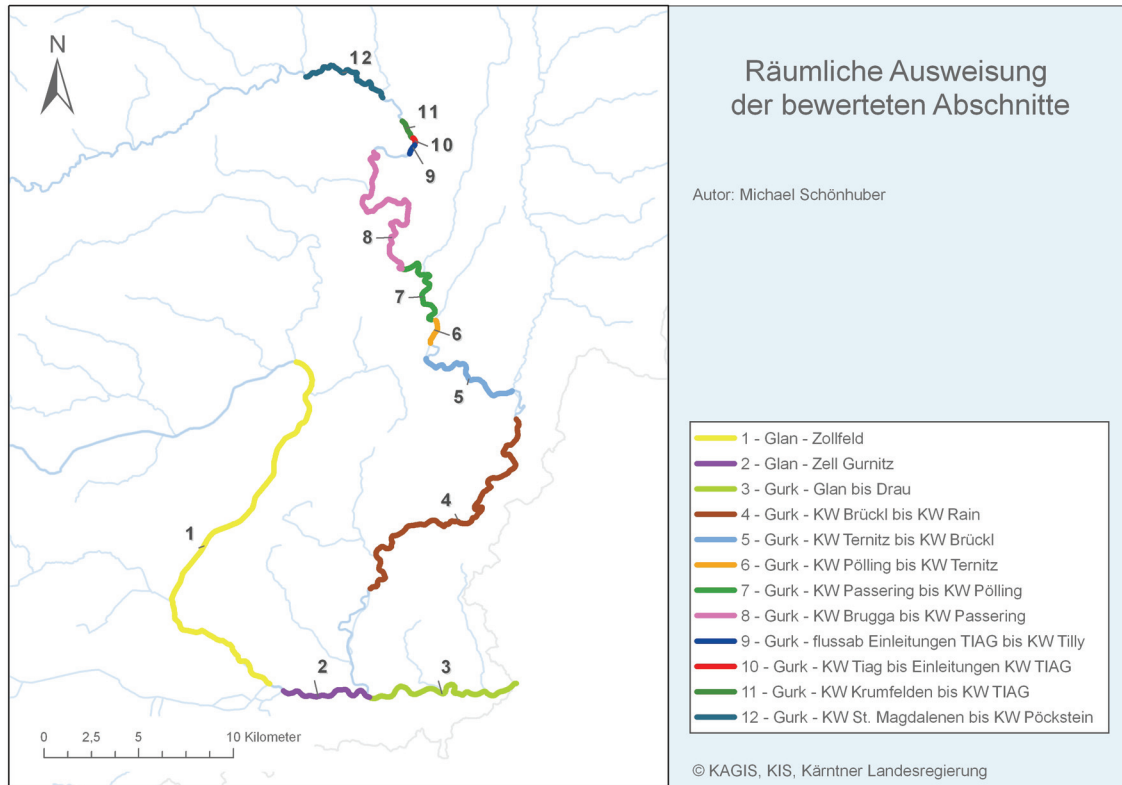 N
12
11
10
9
8
7
6
5
4
1
2
3
0 2,5 5 10 Kilometer
Räumliche Ausweisung
der bewerteten Abschnitte
Autor: Michael Schönhuber
1 - Glan - Zollfeld
2 - Glan - Zell Gurnitz
3 - Gurk - Glan bis Drau
4 - Gurk - KW Brückl bis KW Rain
5 - Gurk - KW Ternitz bis KW Brückl
6 - Gurk - KW Pölling bis KW Ternitz
7 - Gurk - KW Passering bis KW Pölling
8 - Gurk - KW Brugga bis KW Passering
9 - Gurk - flussab Einleitungen TIAG bis KW Tilly
10 - Gurk - KW Tiag bis Einleitungen KW TIAG
11 - Gurk - KW Krumfelden bis KW TIAG
12 - Gurk - KW St. Magdalenen bis KW Pöckstein
© KAGIS, KIS, Kärntner Landesregierung